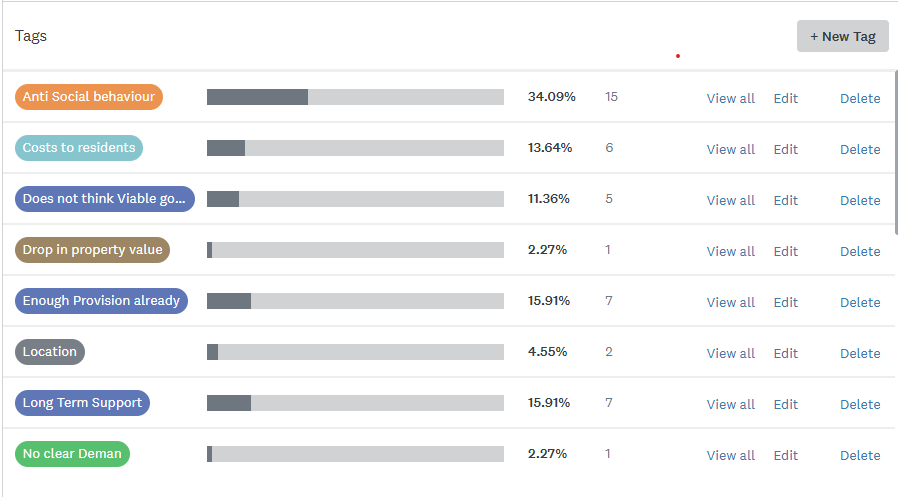 Tags
+ New Tag
Anti Social behaviour 34.09% 15 View all Edit Delete
Costs to residents 13.64% 6 View all Edit Delete
Does not think Viable go... 11.36% 5 View all Edit Delete
Drop in property value 2.27% 1 View all Edit Delete
Enough Provision already 15.91% 7 View all Edit Delete
Location 4.55% 2 View all Edit Delete
Long Term Support 15.91% 7 View all Edit Delete
No clear Deman 2.27% 1 View all Edit Delete